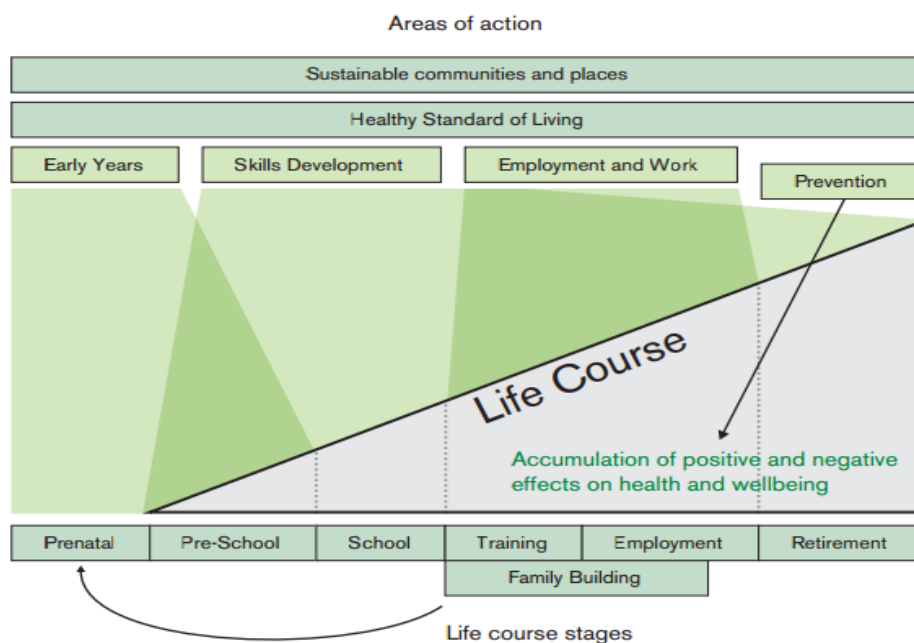 Areas of action
Sustainable communities and places
Healthy Standard of Living
Early Years
Skills Development
Employment and Work
Prevention
Life Course
Accumulation of positive and negative
effects on health and wellbeing
Prenatal
Pre-School
School
Training
Employment
Retirement
Family Building
Life course stages